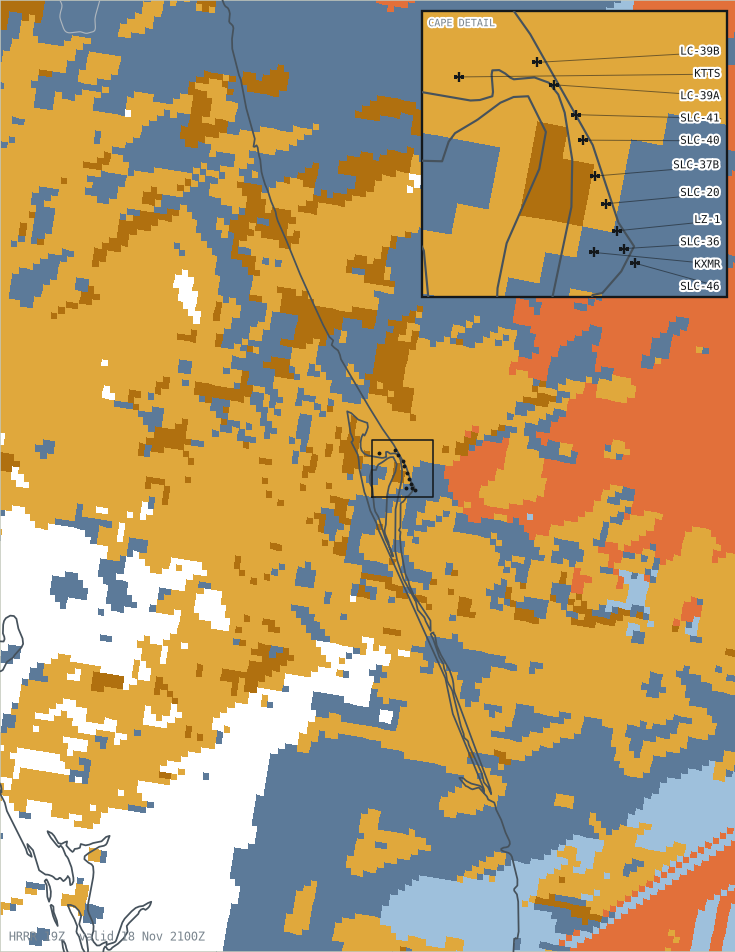 CAPE DETAIL
LC-39B
KTTS
LC-39A
SLC-41
SLC-40
SLC-37B
SLC-20
LZ-1
SLC-36
KXMR
SLC-46
valid 18 Nov 2100Z